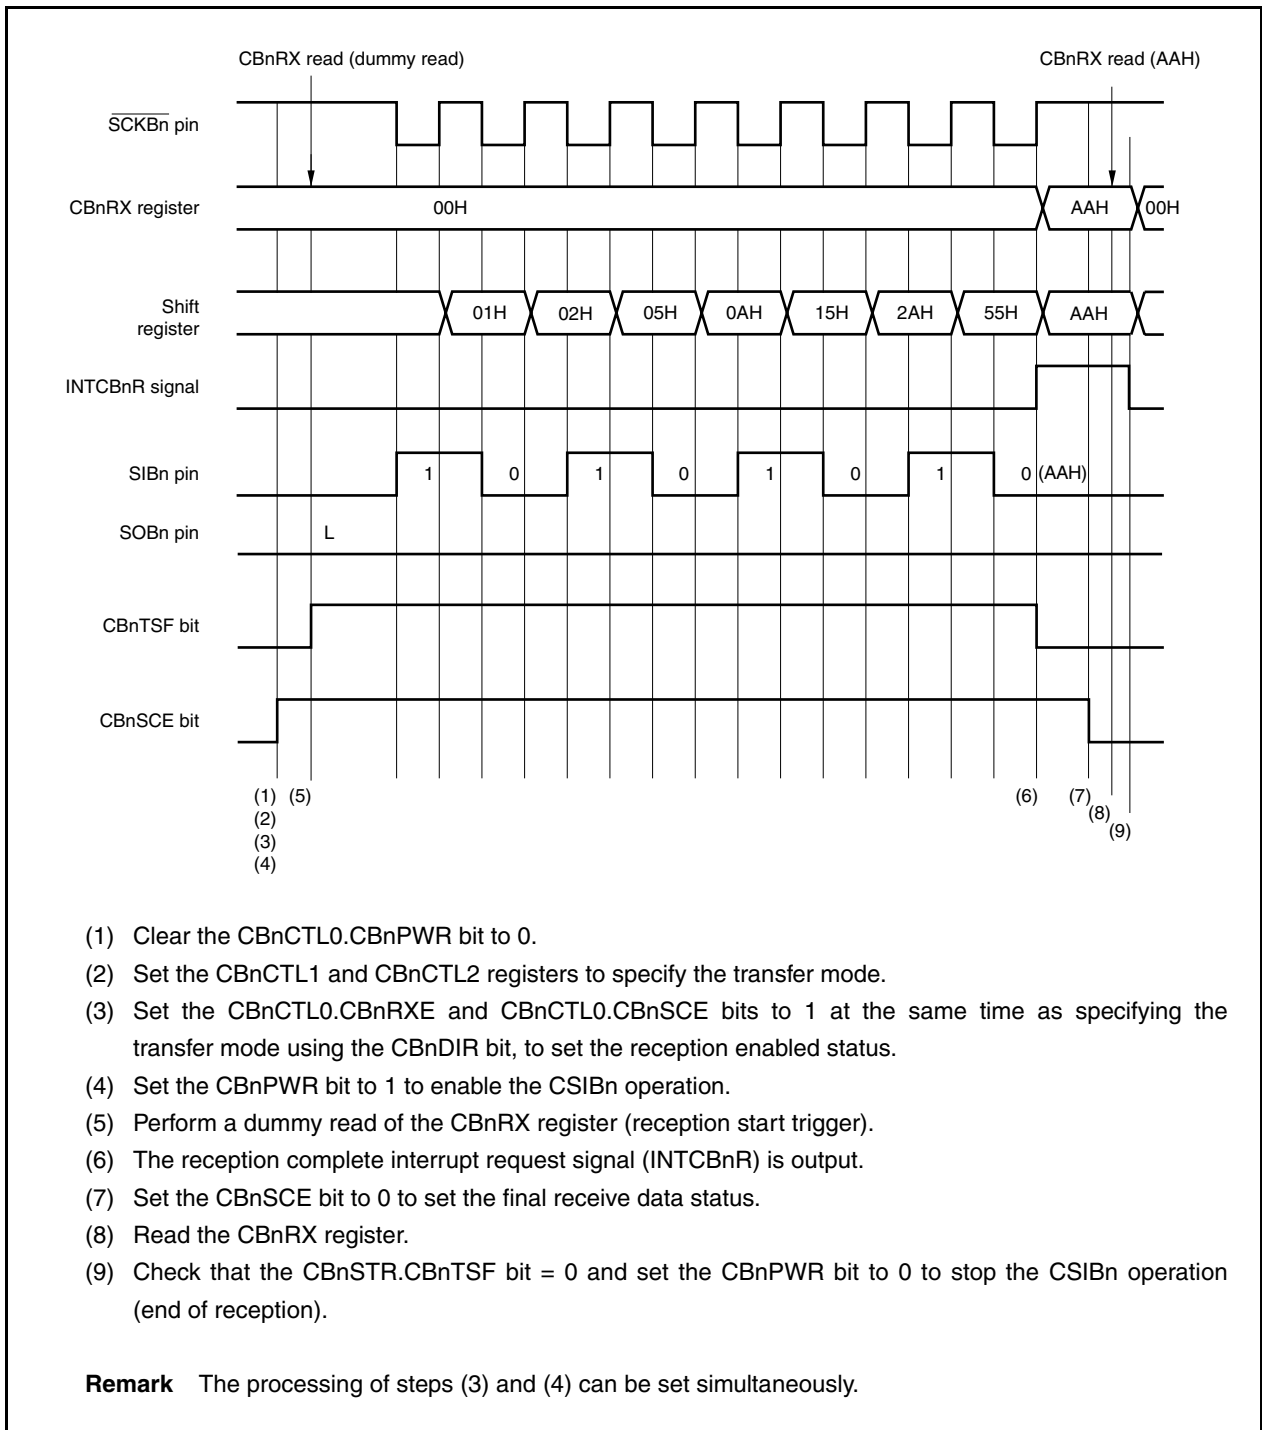 CBnRX read (dummy read) CBnRX read (AAH)
SCKBn pin
CBnRX register 00H AAH 00H
Shift
register 01H 02H 05H 0AH 15H 2AH 55H AAH
INTCBnR signal
SIBn pin 1 0 1 0 1 0 1 0 (AAH)
SOBn pin L
CBnTSF bit
CBnSCE bit
(1) (5) (6) (7)
(8)
(2)
(9)
(3)
(4)
(1) Clear the CBnCTL0.CBnPWR bit to 0.
(2) Set the CBnCTL1 and CBnCTL2 registers to specify the transfer mode.
(3) Set the CBnCTL0.CBnRXE and CBnCTL0.CBnSCE bits to 1 at the same time as specifying the
transfer mode using the CBnDIR bit, to set the reception enabled status.
(4) Set the CBnPWR bit to 1 to enable the CSIBn operation.
(5) Perform a dummy read of the CBnRX register (reception start trigger).
(6) The reception complete interrupt request signal (INTCBnR) is output.
(7) Set the CBnSCE bit to 0 to set the final receive data status.
(8) Read the CBnRX register.
(9) Check that the CBnSTR.CBnTSF bit = 0 and set the CBnPWR bit to 0 to stop the CSIBn operation
(end of reception).
Remark The processing of steps (3) and (4) can be set simultaneously.